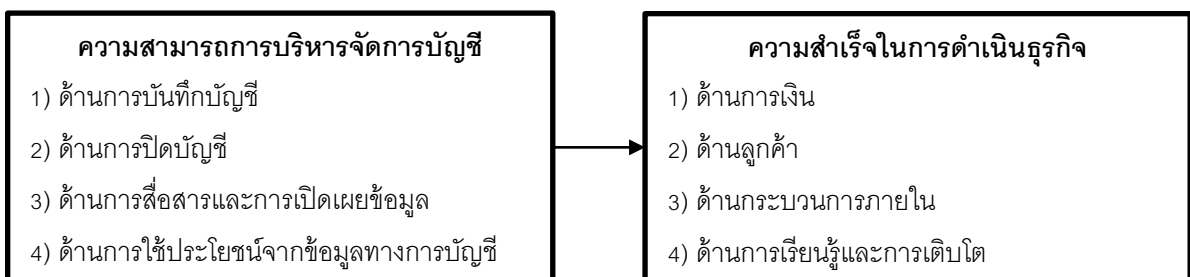 ความสามารถการบริหารจัดการบัญชี
1) ด้านการบันทึกบัญชี
2) ด้านการปิดบัญชี
3) ด้านการสื่อสารและการเปิดเผยข้อมูล
4) ด้านการใช้ประโยชน์จากข้อมูลทางการบัญชี
ความสำเร็จในการดำเนินธุรกิจ
1) ด้านการเงิน
2) ด้านลูกค้า
3) ด้านกระบวนการภายใน
4) ด้านการเรียนรู้และการเติบโต